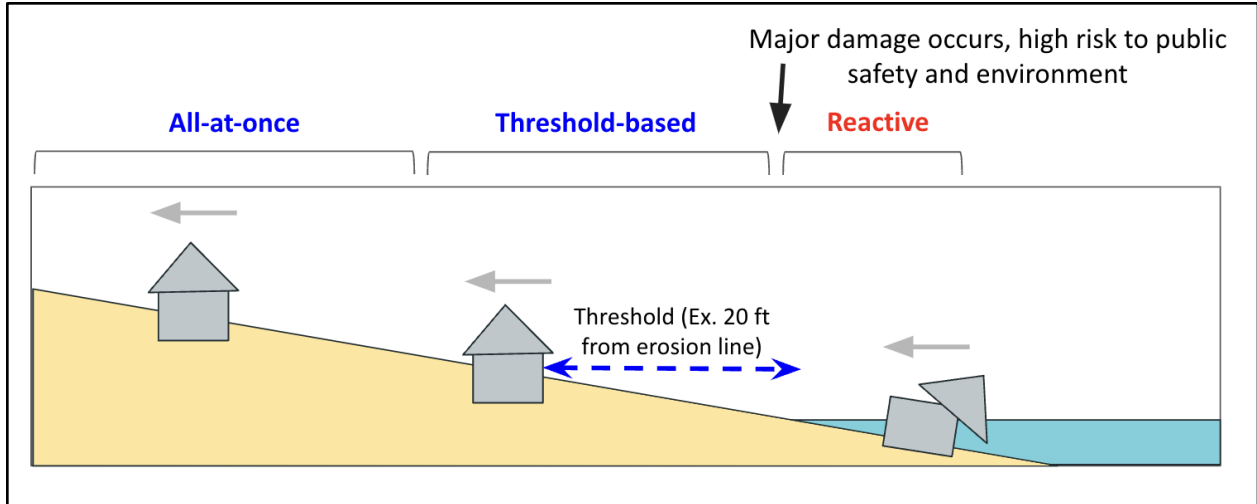 Major damage occurs, high risk to public
safety and environment
All-at-once
Threshold-based
Reactive
Threshold (Ex. 20 ft
from erosion line)